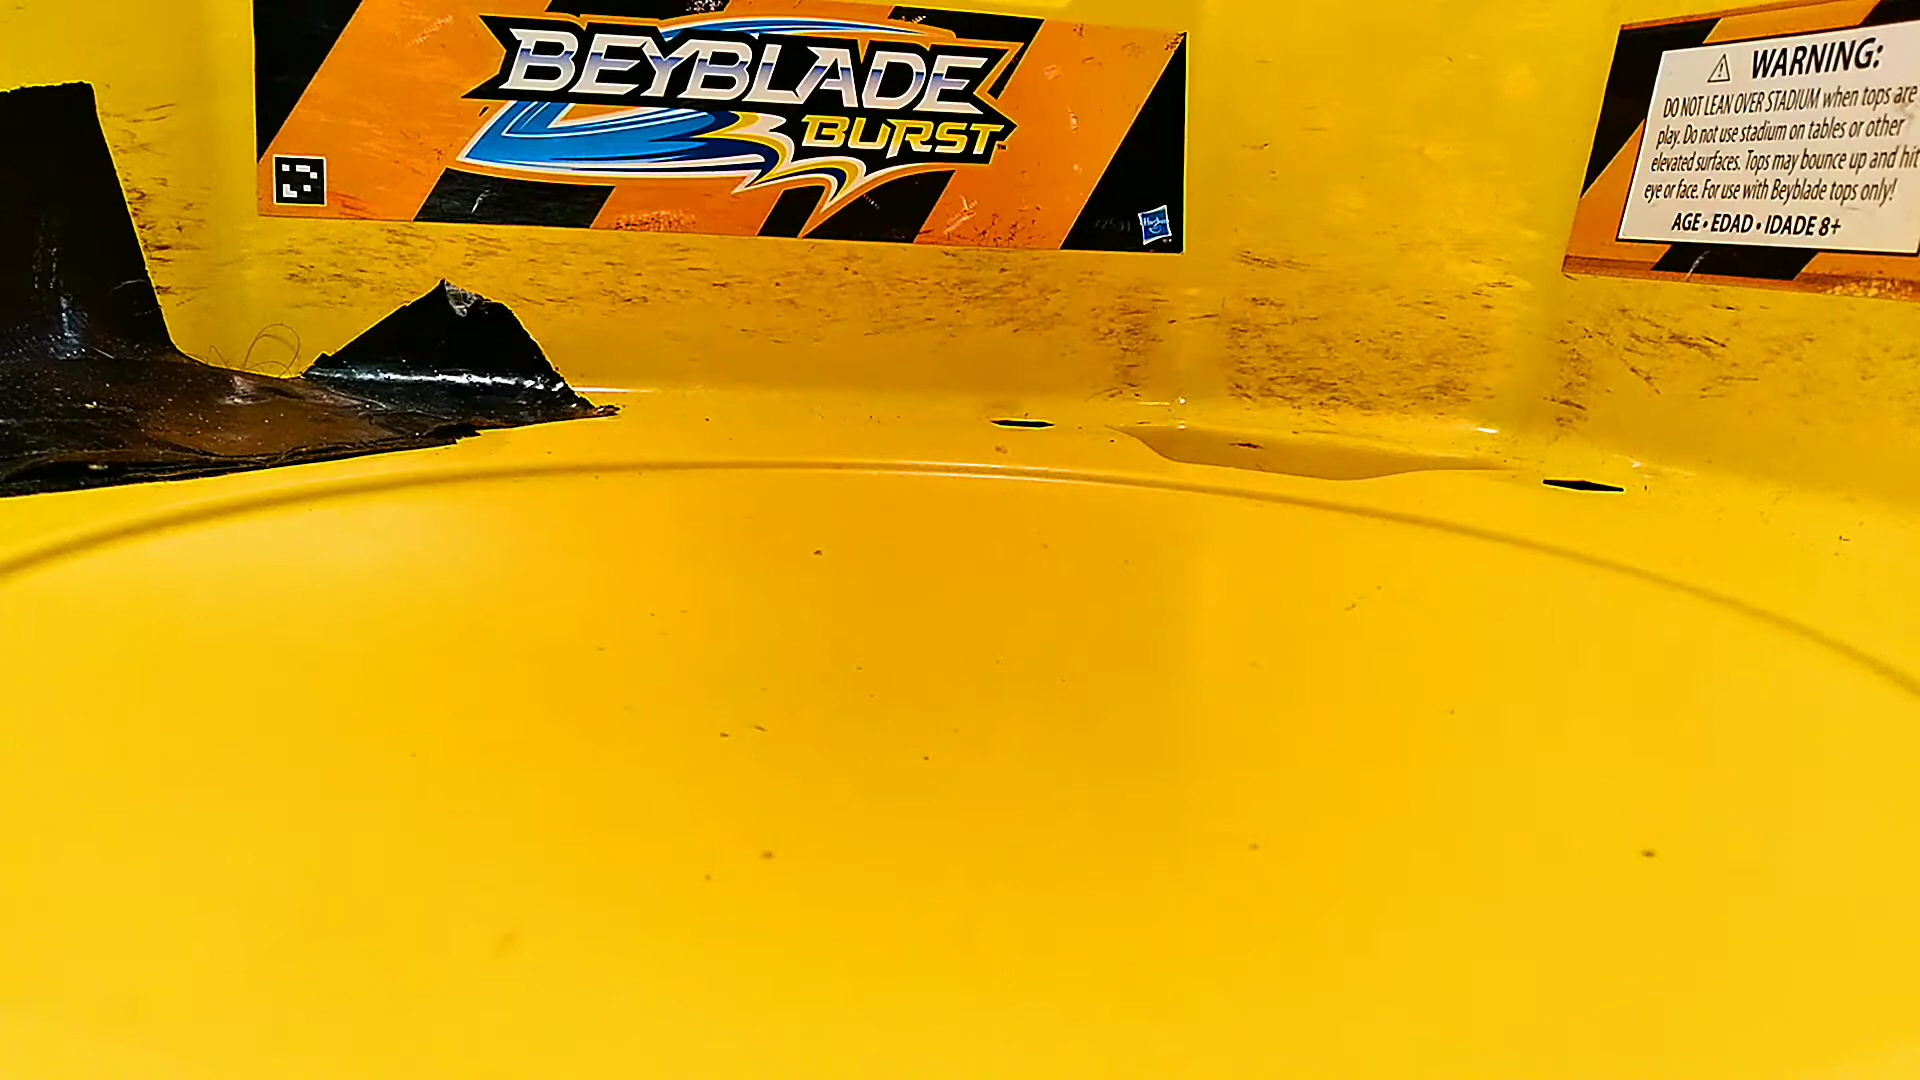 BEYBLADE
BURST™
Hasbro
WARNING:
DO NOT LEAN OVER STADIUM when tops are
play. Do not use stadium on tables or other
elevated surfaces. Tops may bounce up and hit
eye or face. For use with Beyblade tops only!
AGE • EDAD • IDADE 8+